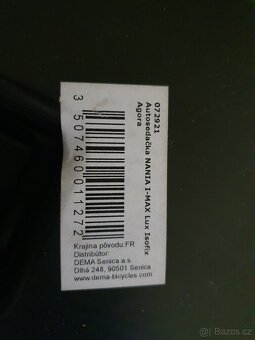 072921
Autosedačka NANIA I-MAX Lux Isofix
Agora
3 507460 011272
Krajina pôvodu:FR
Distribútor:
DEMA Senica a.s.
Dlhá 248, 90501 Senica
www.dema-bicycles.com
Bazoš.cz